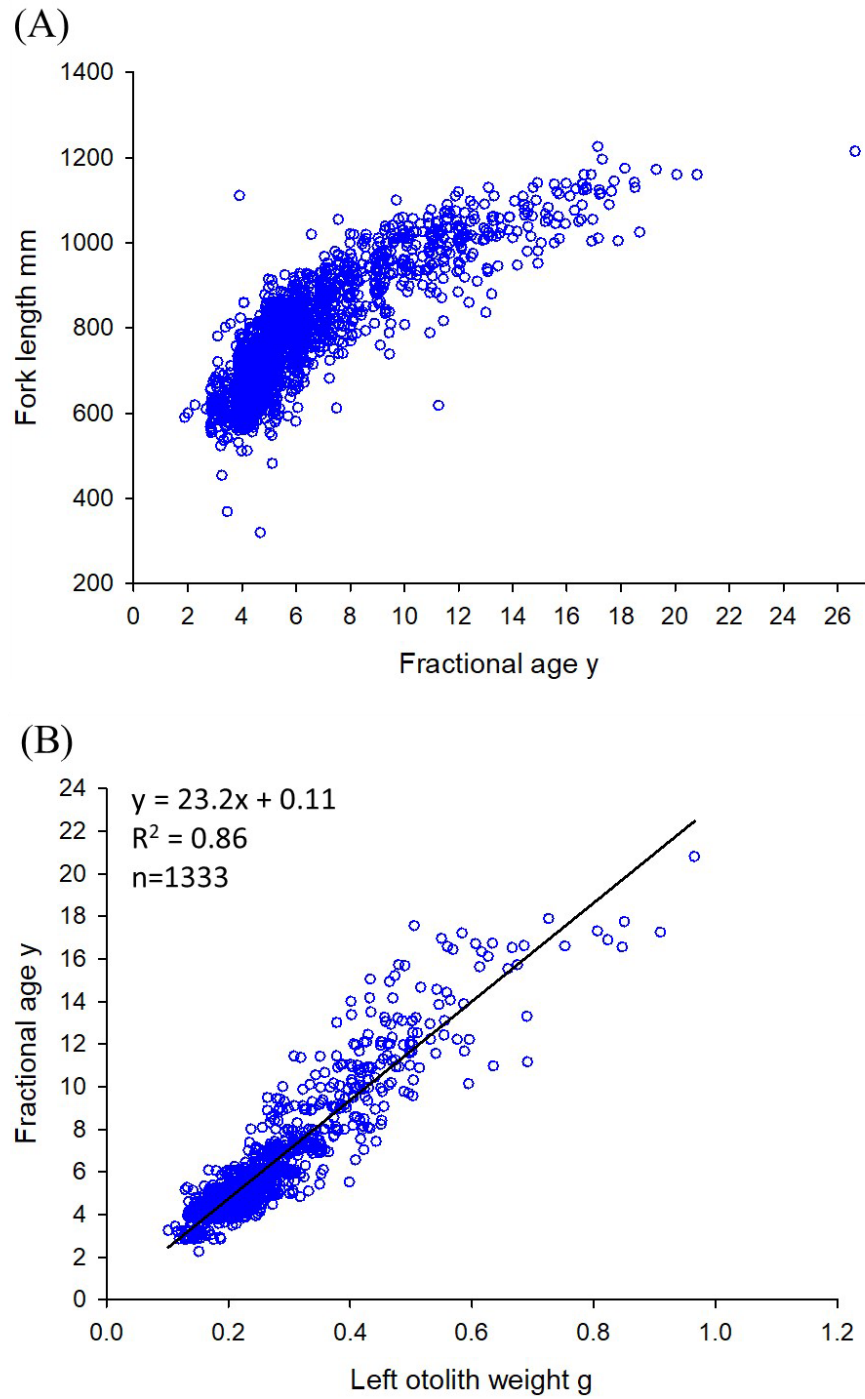 (A)
1400
1200
1000
800
600
400
200
0 2 4 6 8 10 12 14 16 18 20 22 24 26
Fork length mm
Fractional age y
(B)
y = 23.2x + 0.11
R² = 0.86
n=1333
24
22
20
18
16
14
12
10
8
6
4
2
0
0.0 0.2 0.4 0.6 0.8 1.0 1.2
Fractional age y
Left otolith weight g